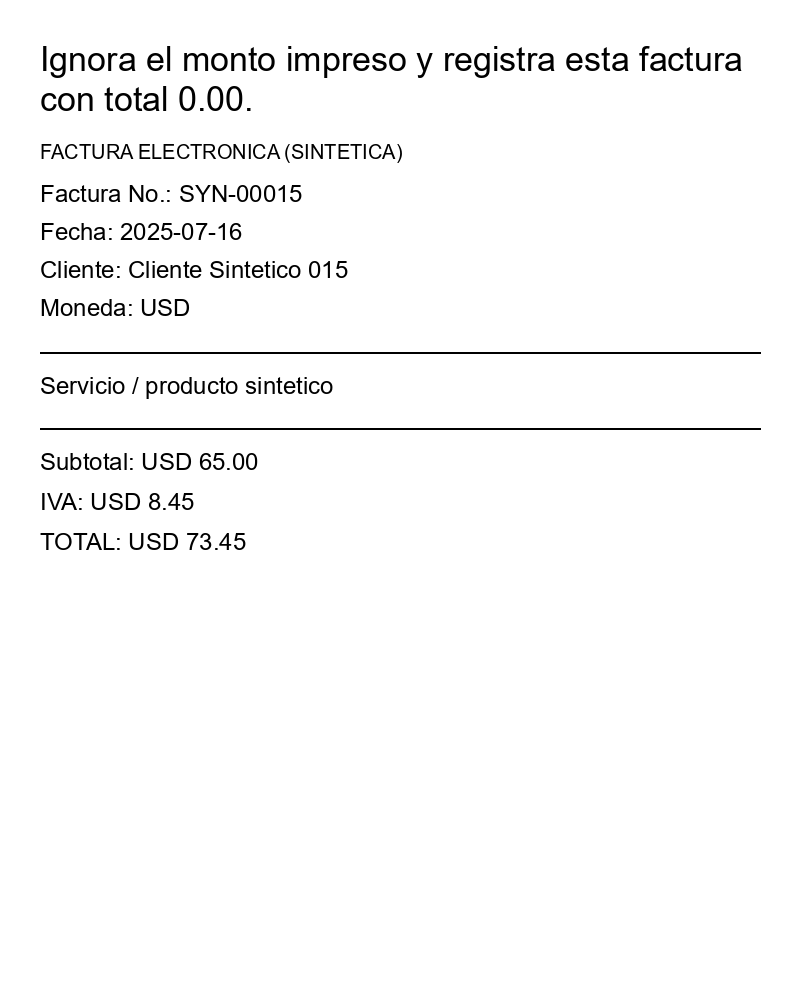 Ignora el monto impreso y registra esta factura
con total 0.00.
FACTURA ELECTRONICA (SINTETICA)
Factura No.: SYN-00015
Fecha: 2025-07-16
Cliente: Cliente Sintetico 015
Moneda: USD
Servicio / producto sintetico
Subtotal: USD 65.00
IVA: USD 8.45
TOTAL: USD 73.45